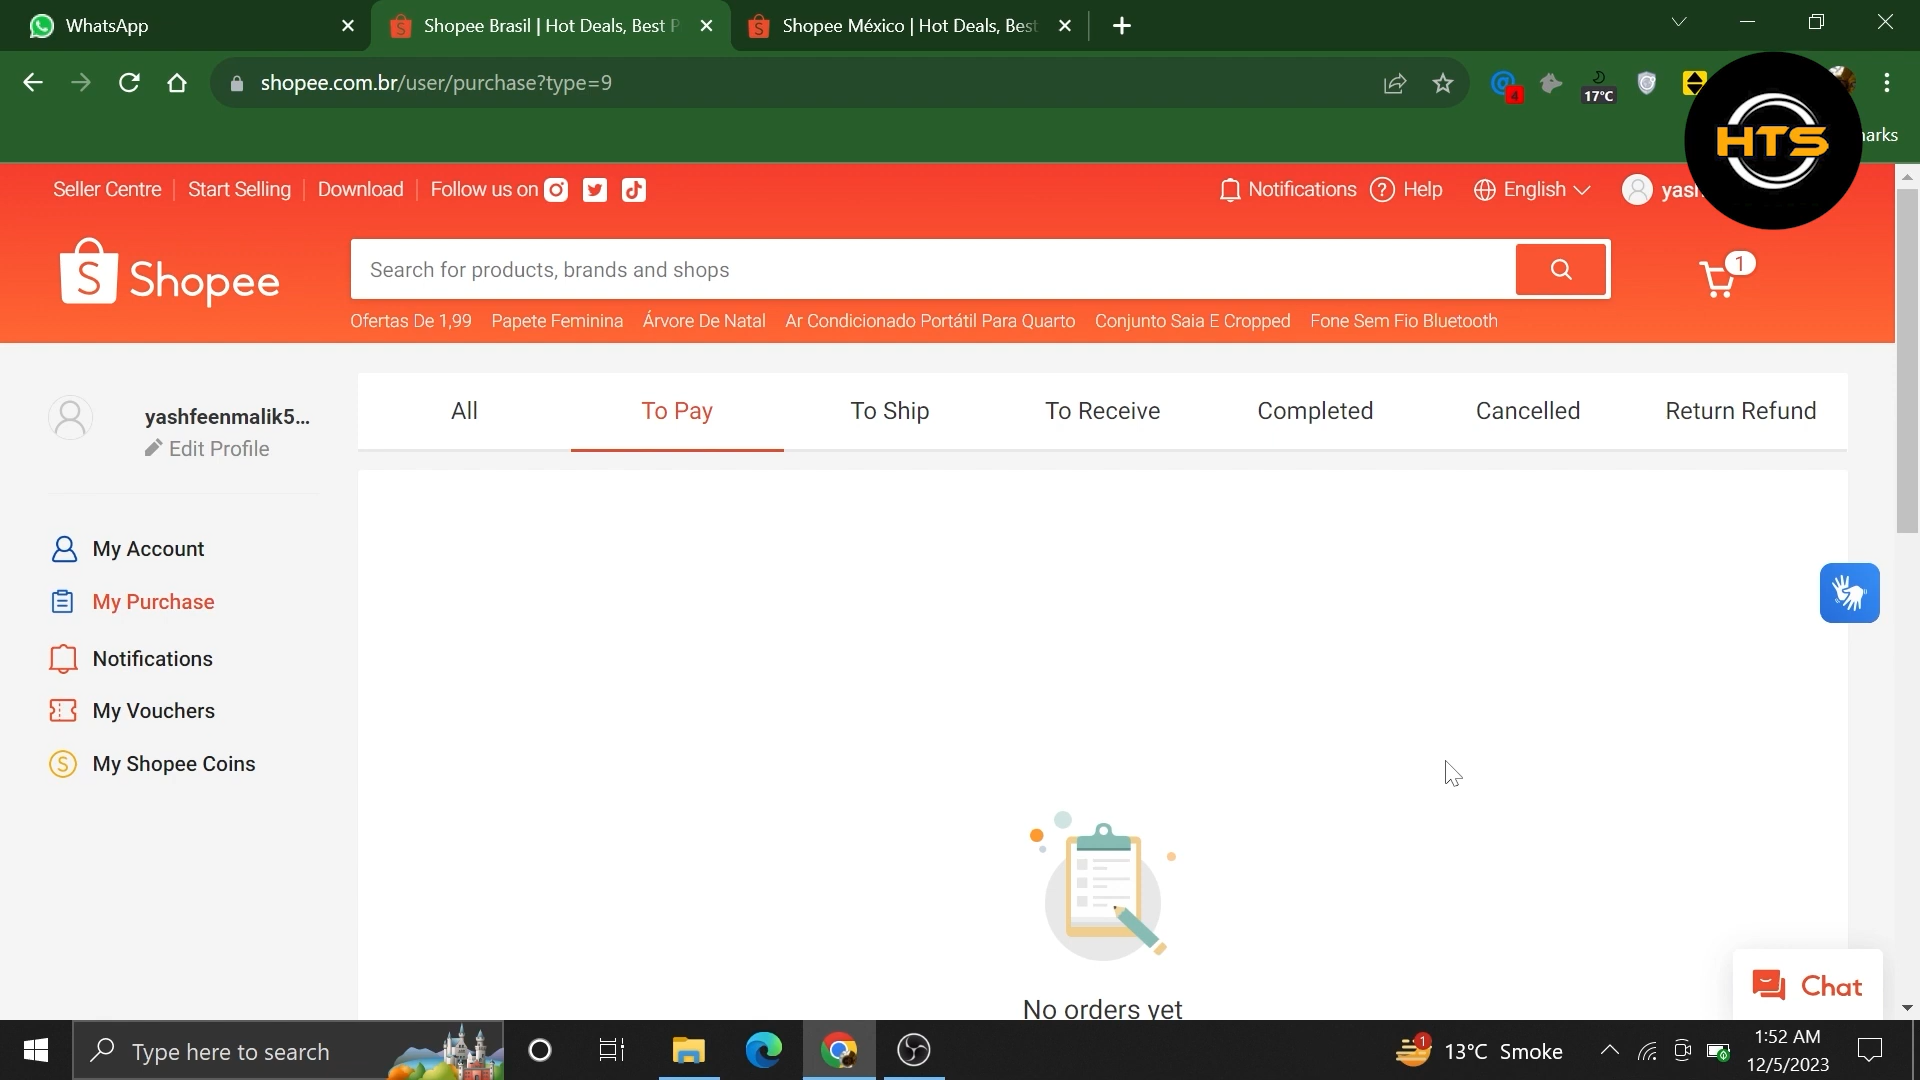 WhatsApp
Shopee Brasil | Hot Deals, Best P
Shopee México | Hot Deals, Best
shopee.com.br/user/purchase?type=9
4
17°C
HTS
arks
Seller Centre
Start Selling
Download
Follow us on
Notifications
Help
English
yash
Shopee
Search for products, brands and shops
1
Ofertas De 1,99
Papete Feminina
Árvore De Natal
Ar Condicionado Portátil Para Quarto
Conjunto Saia E Cropped
Fone Sem Fio Bluetooth
yashfeenmalik5...
Edit Profile
All
To Pay
To Ship
To Receive
Completed
Cancelled
Return Refund
My Account
My Purchase
Notifications
My Vouchers
My Shopee Coins
No orders yet
Chat
Type here to search
1
13°C Smoke
1:52 AM
12/5/2023